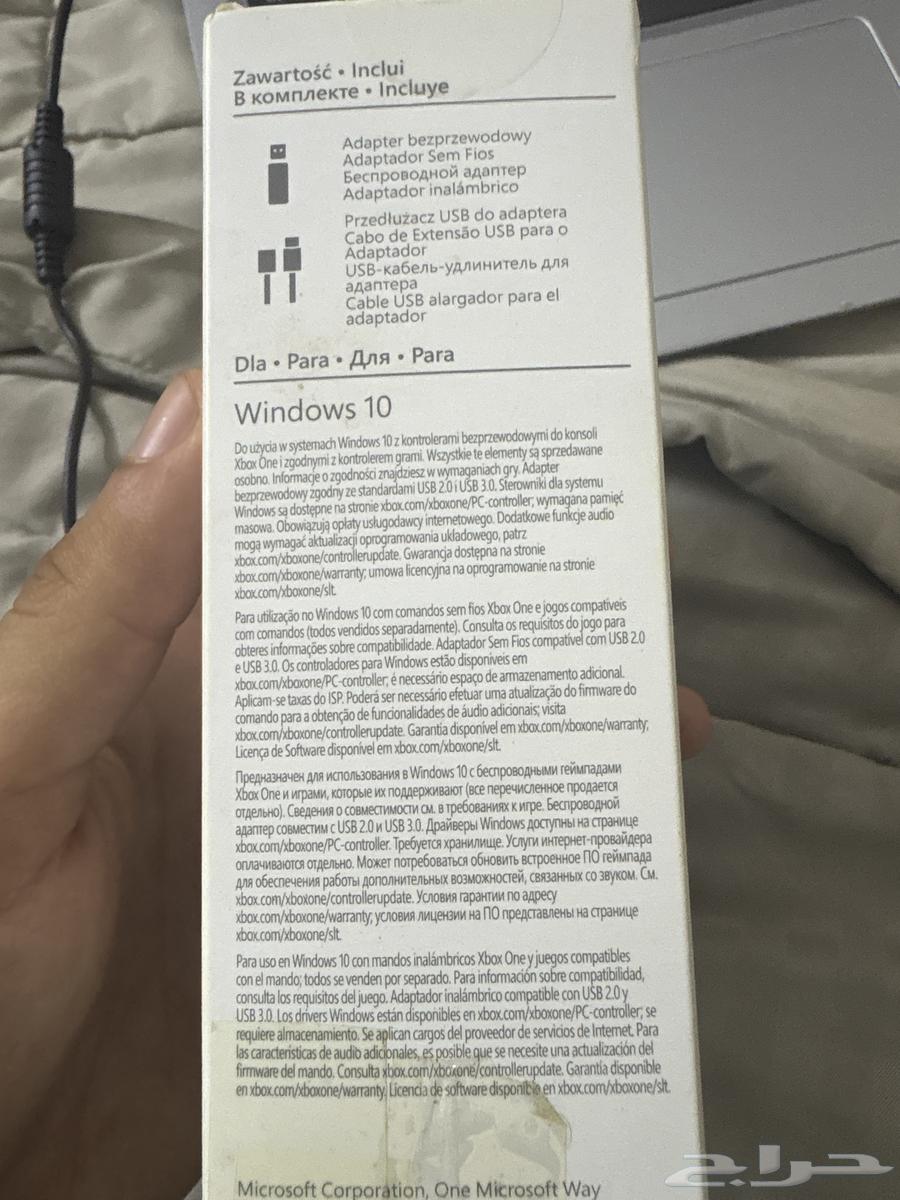 Zawartość • Inclui
В комплекте • Incluye
Adapter bezprzewodowy
Adaptador Sem Fios
Беспроводной адаптер
Adaptador inalámbrico
Przedłużacz USB do adaptera
Cabo de Extensão USB para o
Adaptador
USB-кабель-удлинитель для
адаптера
Cable USB alargador para el
adaptador
Dla • Para • Для • Para
Windows 10
Do użycia w systemach Windows 10 z kontrolerami bezprzewodowymi do konsoli
Xbox One i zgodnymi z kontrolerem grami. Wszystkie te elementy są sprzedawane
osobno. Informacje o zgodności znajdziesz w wymaganiach gry. Adapter
bezprzewodowy zgodny ze standardami USB 2.0 i USB 3.0. Sterowniki dla systemu
Windows są dostępne na stronie xbox.com/xboxone/PC-controller; wymagana pamięć
masowa. Obowiązują opłaty usługodawcy internetowego. Dodatkowe funkcje audio
mogą wymagać aktualizacji oprogramowania układowego, patrz
xbox.com/xboxone/controllerupdate. Gwarancja dostępna na stronie
xbox.com/xboxone/warranty; umowa licencyjna na oprogramowanie na stronie
xbox.com/xboxone/slt.
Para utilização no Windows 10 com comandos sem fios Xbox One e jogos compatíveis
com comandos (todos vendidos separadamente). Consulta os requisitos do jogo para
obteres informações sobre compatibilidade. Adaptador Sem Fios compatível com USB 2.0
e USB 3.0. Os controladores para Windows estão disponíveis em
xbox.com/xboxone/PC-controller; é necessário espaço de armazenamento adicional.
Aplicam-se taxas do ISP. Poderá ser necessário efetuar uma atualização do firmware do
comando para a obtenção de funcionalidades de áudio adicionais; visita
xbox.com/xboxone/controllerupdate. Garantia disponível em xbox.com/xboxone/warranty;
Licença de Software disponível em xbox.com/xboxone/slt.
Предназначен для использования в Windows 10 с беспроводными геймпадами
Xbox One и играми, которые их поддерживают (все перечисленное продается
отдельно). Сведения о совместимости см. в требованиях к игре. Беспроводной
адаптер совместим с USB 2.0 и USB 3.0. Драйверы Windows доступны на странице
xbox.com/xboxone/PC-controller. Требуется хранилище. Услуги интернет-провайдера
оплачиваются отдельно. Может потребоваться обновить встроенное ПО геймпада
для обеспечения работы дополнительных возможностей, связанных со звуком. См.
xbox.com/xboxone/controllerupdate. Условия гарантии по адресу
xbox.com/xboxone/warranty; условия лицензии на ПО представлены на странице
xbox.com/xboxone/slt.
Para uso en Windows 10 con mandos inalámbricos Xbox One y juegos compatibles
con el mando; todos se venden por separado. Para información sobre compatibilidad,
consulta los requisitos del juego. Adaptador inalámbrico compatible con USB 2.0 y
USB 3.0. Los drivers Windows están disponibles en xbox.com/xboxone/PC-controller; se
requiere almacenamiento. Se aplican cargos del proveedor de servicios de Internet. Para
las características de audio adicionales, es posible que se necesite una actualización del
firmware del mando. Consulta xbox.com/xboxone/controllerupdate. Garantía disponible
en xbox.com/xboxone/warranty. Licencia de software disponible en xbox.com/xboxone/slt.
Microsoft Corporation, One Microsoft Way
حراج